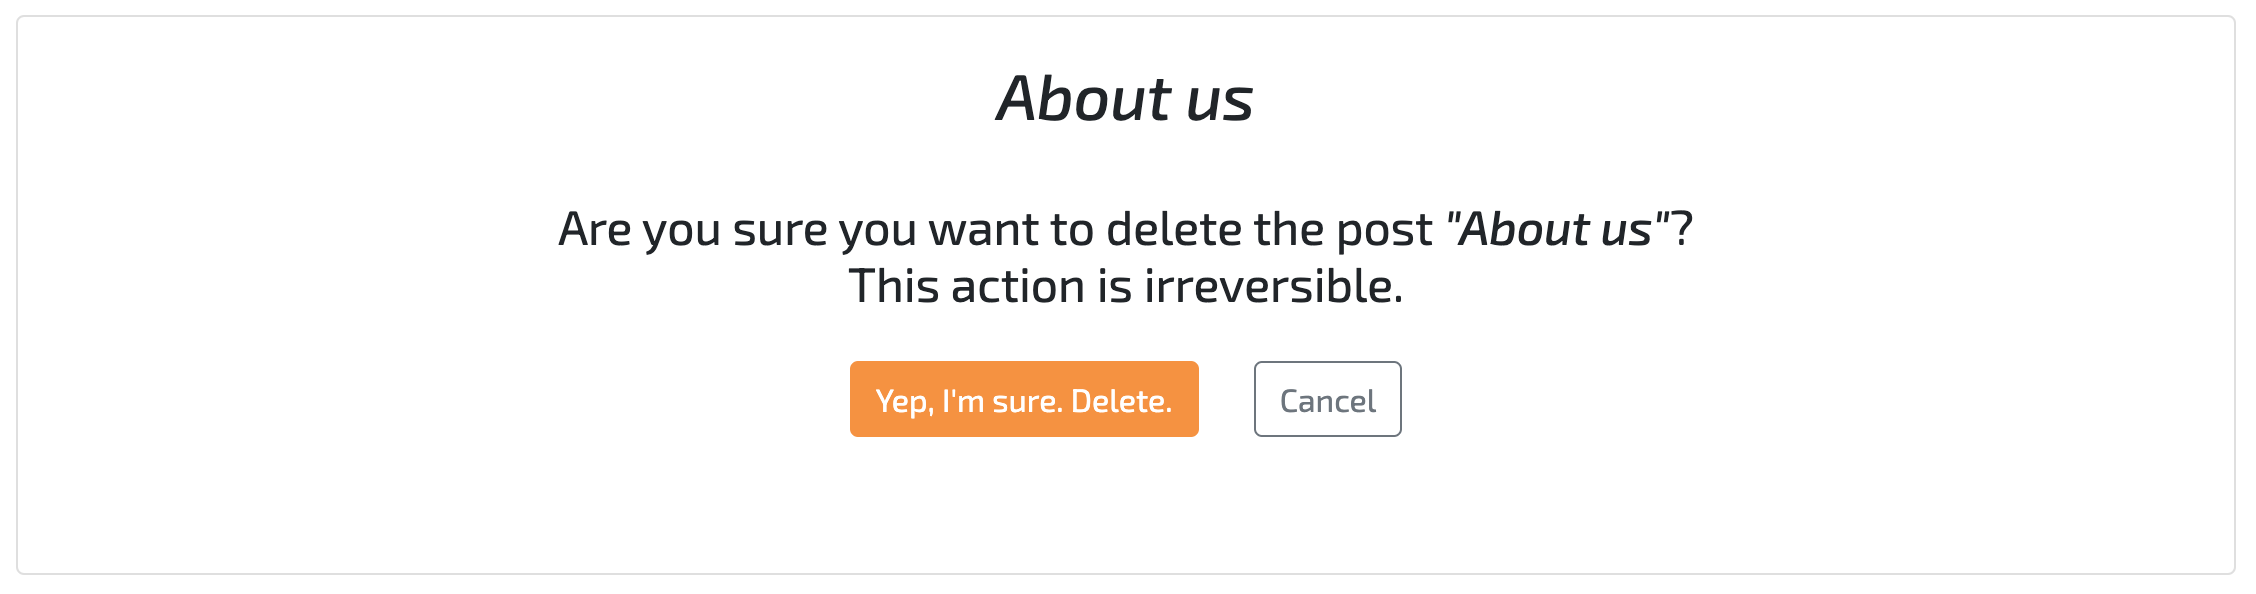 About us
Are you sure you want to delete the post "About us"?
This action is irreversible.
Yep, I'm sure. Delete.
Cancel